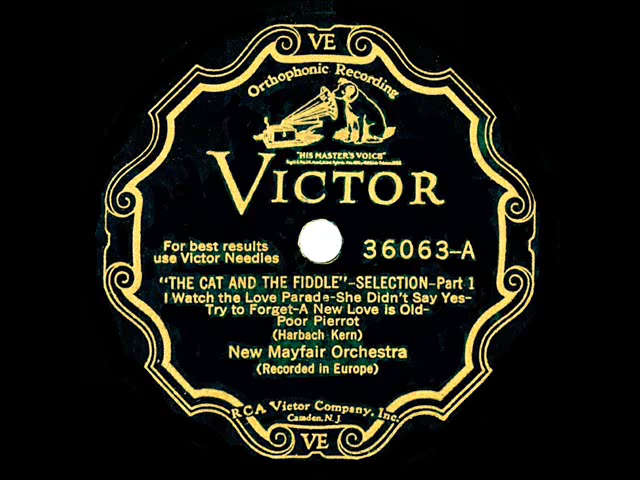 VE
Orthophonic Recording
"HIS MASTER'S VOICE"
VICTOR
For best results
use Victor Needles
36063-A
"THE CAT AND THE FIDDLE"-SELECTION-Part 1
I Watch the Love Parade-She Didn't Say Yes-
Try to Forget-A New Love is Old-
Poor Pierrot
(Harbach Kern)
New Mayfair Orchestra
(Recorded in Europe)
RCA Victor Company, Inc.
Camden, N.J.
VE